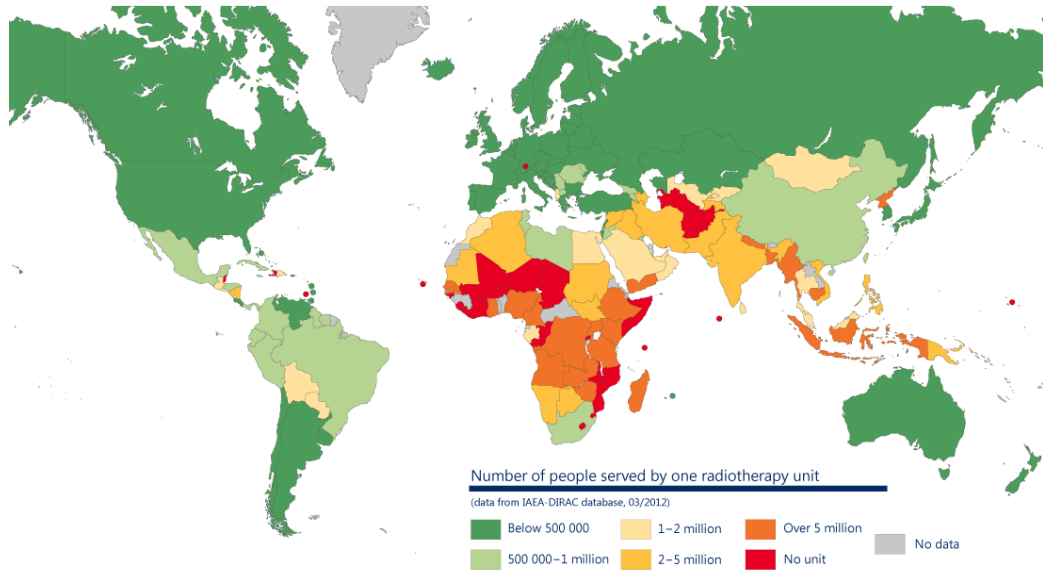 Number of people served by one radiotherapy unit
(data from IAEA-DIRAC database, 03/2012)
Below 500 000
1–2 million
Over 5 million
No data
500 000–1 million
2–5 million
No unit